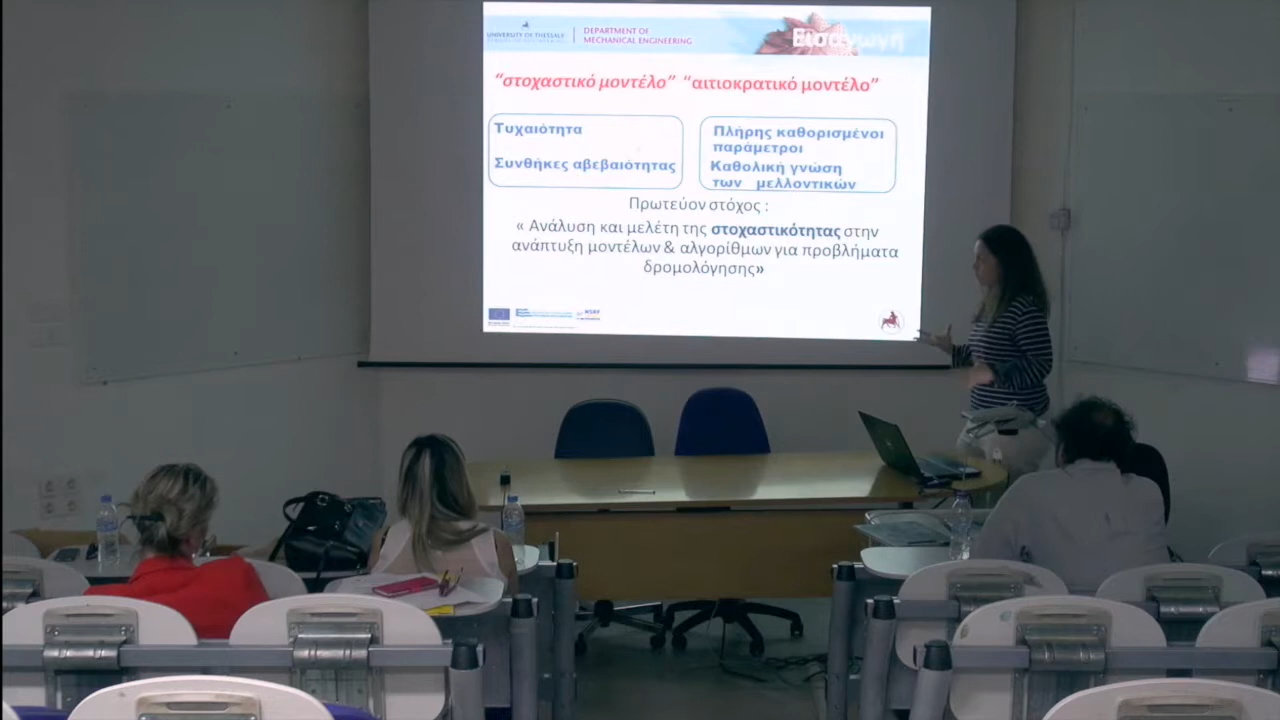 UNIVERSITY OF THESSALY
DEPARTMENT OF
MECHANICAL ENGINEERING
Εισαγωγή
“στοχαστικό μοντέλο” “αιτιοκρατικό μοντέλο”
Τυχαιότητα
Συνθήκες αβεβαιότητας
Πλήρης καθορισμένοι
παράμετροι
Καθολική γνώση
των μελλοντικών
Πρωτεύον στόχος :
« Ανάλυση και μελέτη της στοχαστικότητας στην
ανάπτυξη μοντέλων & αλγορίθμων για προβλήματα
δρομολόγησης»